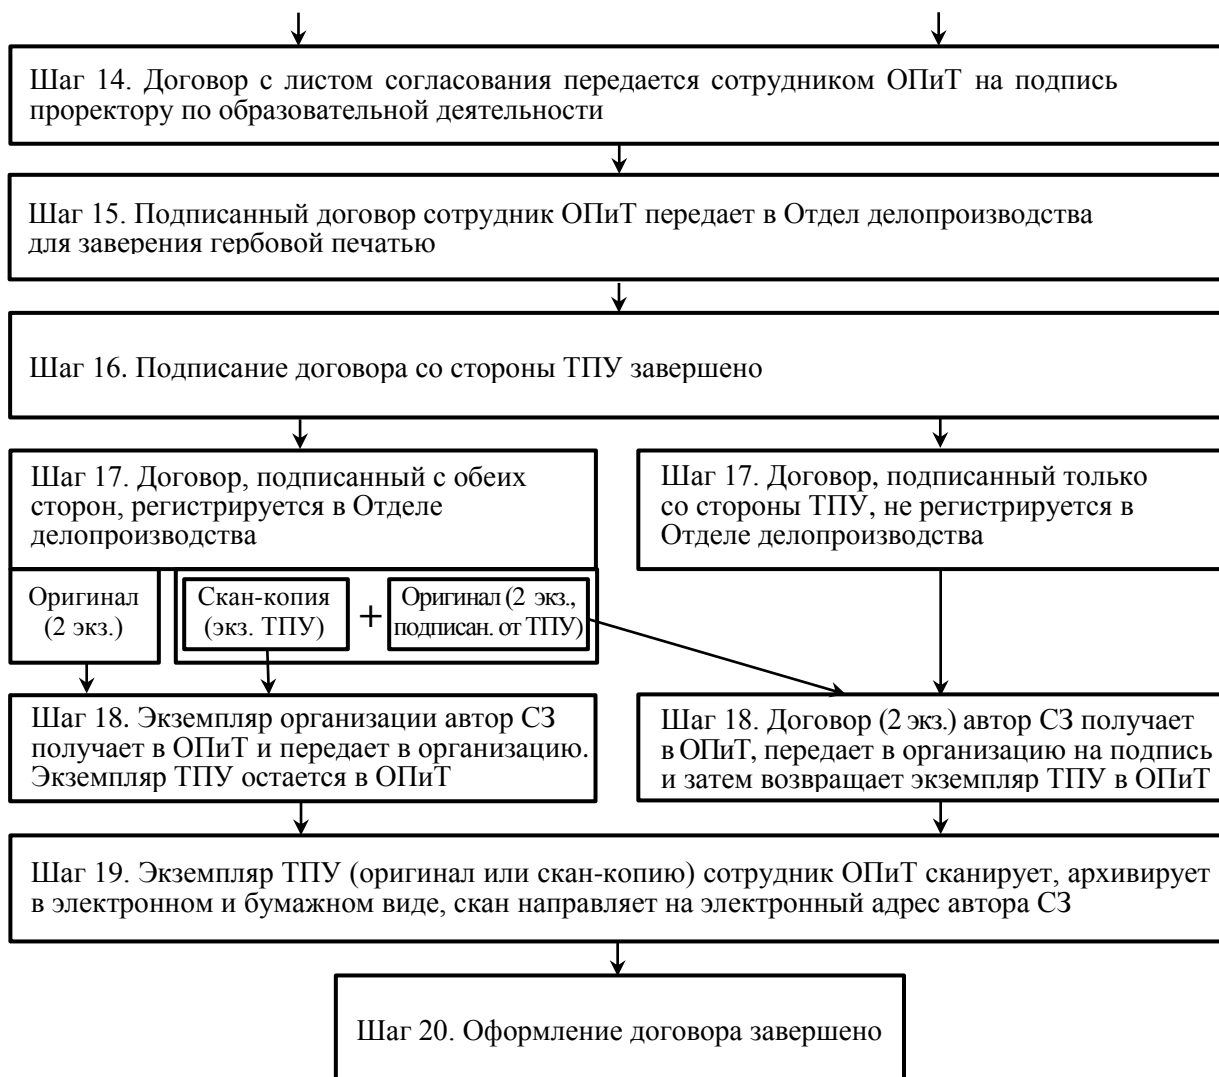 Шаг 14. Договор с листом согласования передается сотрудником ОПиТ на подпись
проректору по образовательной деятельности
Шаг 15. Подписанный договор сотрудник ОПиТ передает в Отдел делопроизводства
для заверения гербовой печатью
Шаг 16. Подписание договора со стороны ТПУ завершено
Шаг 17. Договор, подписанный с обеих
сторон, регистрируется в Отделе
делопроизводства
Шаг 17. Договор, подписанный только
со стороны ТПУ, не регистрируется в
Отделе делопроизводства
Оригинал
(2 экз.)
Скан-копия
(экз. ТПУ)
+
Оригинал (2 экз.,
подписан. от ТПУ)
Шаг 18. Экземпляр организации автор СЗ
получает в ОПиТ и передает в организацию.
Экземпляр ТПУ остается в ОПиТ
Шаг 18. Договор (2 экз.) автор СЗ получает
в ОПиТ, передает в организацию на подпись
и затем возвращает экземпляр ТПУ в ОПиТ
Шаг 19. Экземпляр ТПУ (оригинал или скан-копию) сотрудник ОПиТ сканирует, архивирует
в электронном и бумажном виде, скан направляет на электронный адрес автора СЗ
Шаг 20. Оформление договора завершено